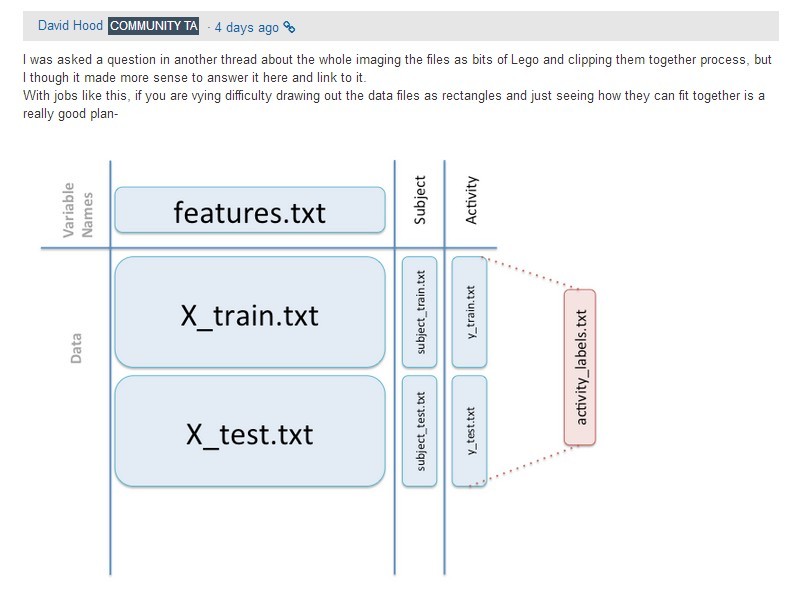 David Hood COMMUNITY TA · 4 days ago
I was asked a question in another thread about the whole imaging the files as bits of Lego and clipping them together process, but
I though it made more sense to answer it here and link to it.
With jobs like this, if you are vying difficulty drawing out the data files as rectangles and just seeing how they can fit together is a
really good plan-
Variable
Names
features.txt
Subject
Activity
Data
X_train.txt
subject_train.txt
y_train.txt
activity_labels.txt
X_test.txt
subject_test.txt
y_test.txt